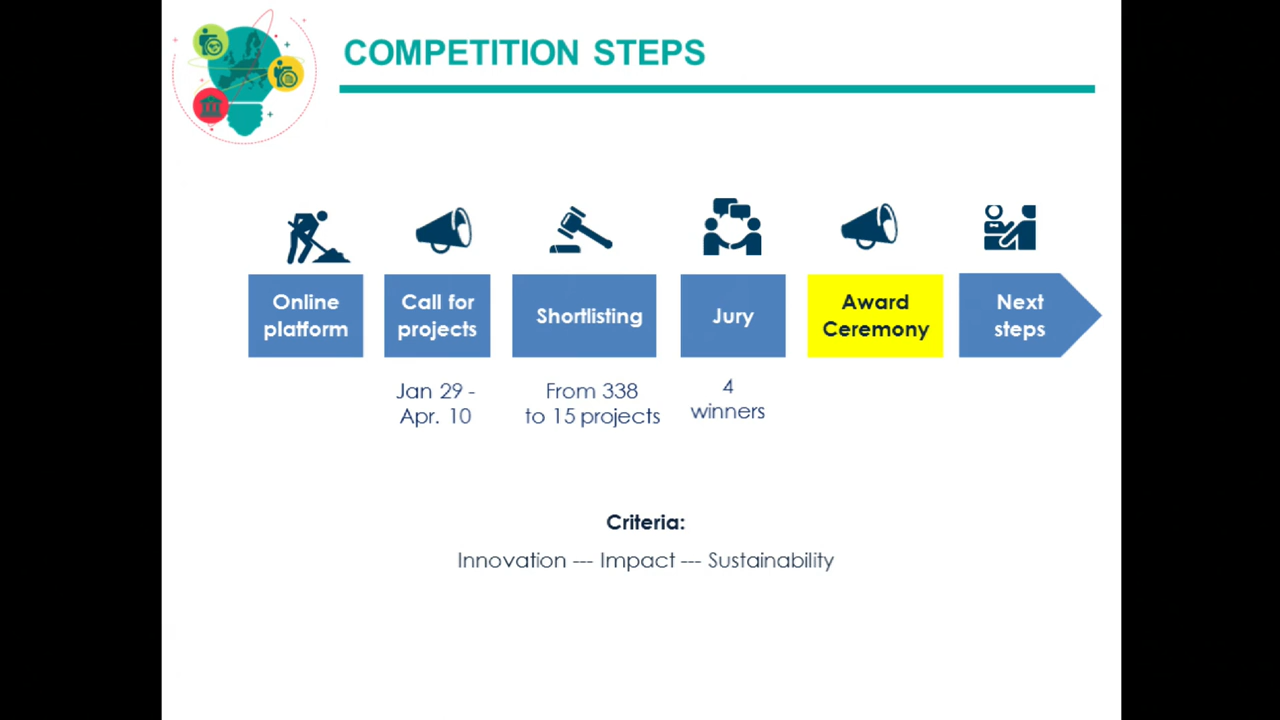 COMPETITION STEPS
Online
platform
Call for
projects
Shortlisting
Jury
Award
Ceremony
Next
steps
Jan 29 -
Apr. 10
From 338
to 15 projects
4
winners
Criteria:
Innovation --- Impact --- Sustainability